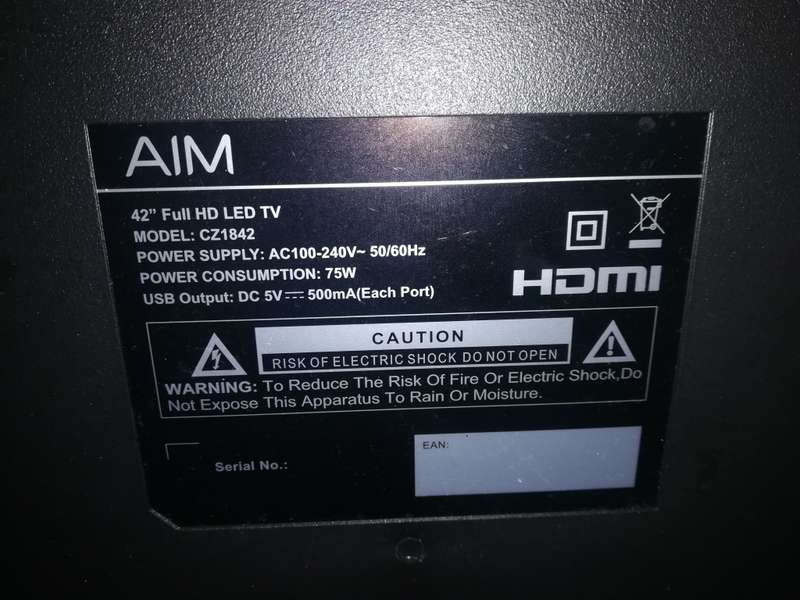 AIM
42” Full HD LED TV
MODEL: CZ1842
POWER SUPPLY: AC100-240V~ 50/60Hz
POWER CONSUMPTION: 75W
USB Output: DC 5V⎓500mA(Each Port)
HDMI
CAUTION
RISK OF ELECTRIC SHOCK DO NOT OPEN
WARNING: To Reduce The Risk Of Fire Or Electric Shock,Do
Not Expose This Apparatus To Rain Or Moisture.
EAN:
Serial No.: